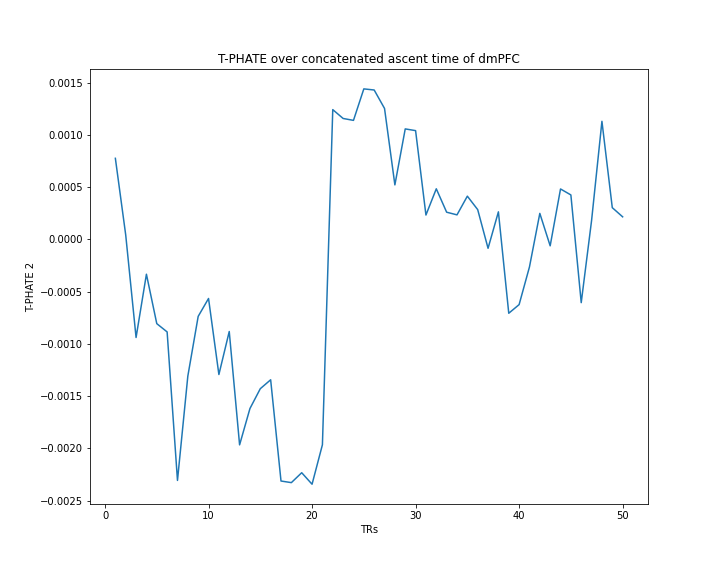 T-PHATE over concatenated ascent time of dmPFC
0.0015
0.0010
0.0005
0.0000
−0.0005
−0.0010
−0.0015
−0.0020
−0.0025
T-PHATE 2
0 10 20 30 40 50
TRs